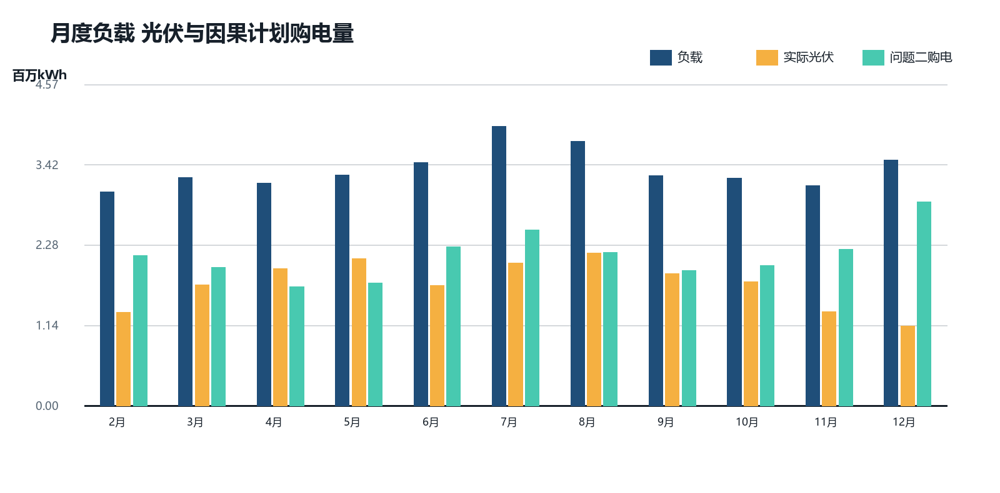 月度负载 光伏与因果计划购电量
负载 实际光伏 问题二购电
百万kWh
4.57
3.42
2.28
1.14
0.00
2月 3月 4月 5月 6月 7月 8月 9月 10月 11月 12月